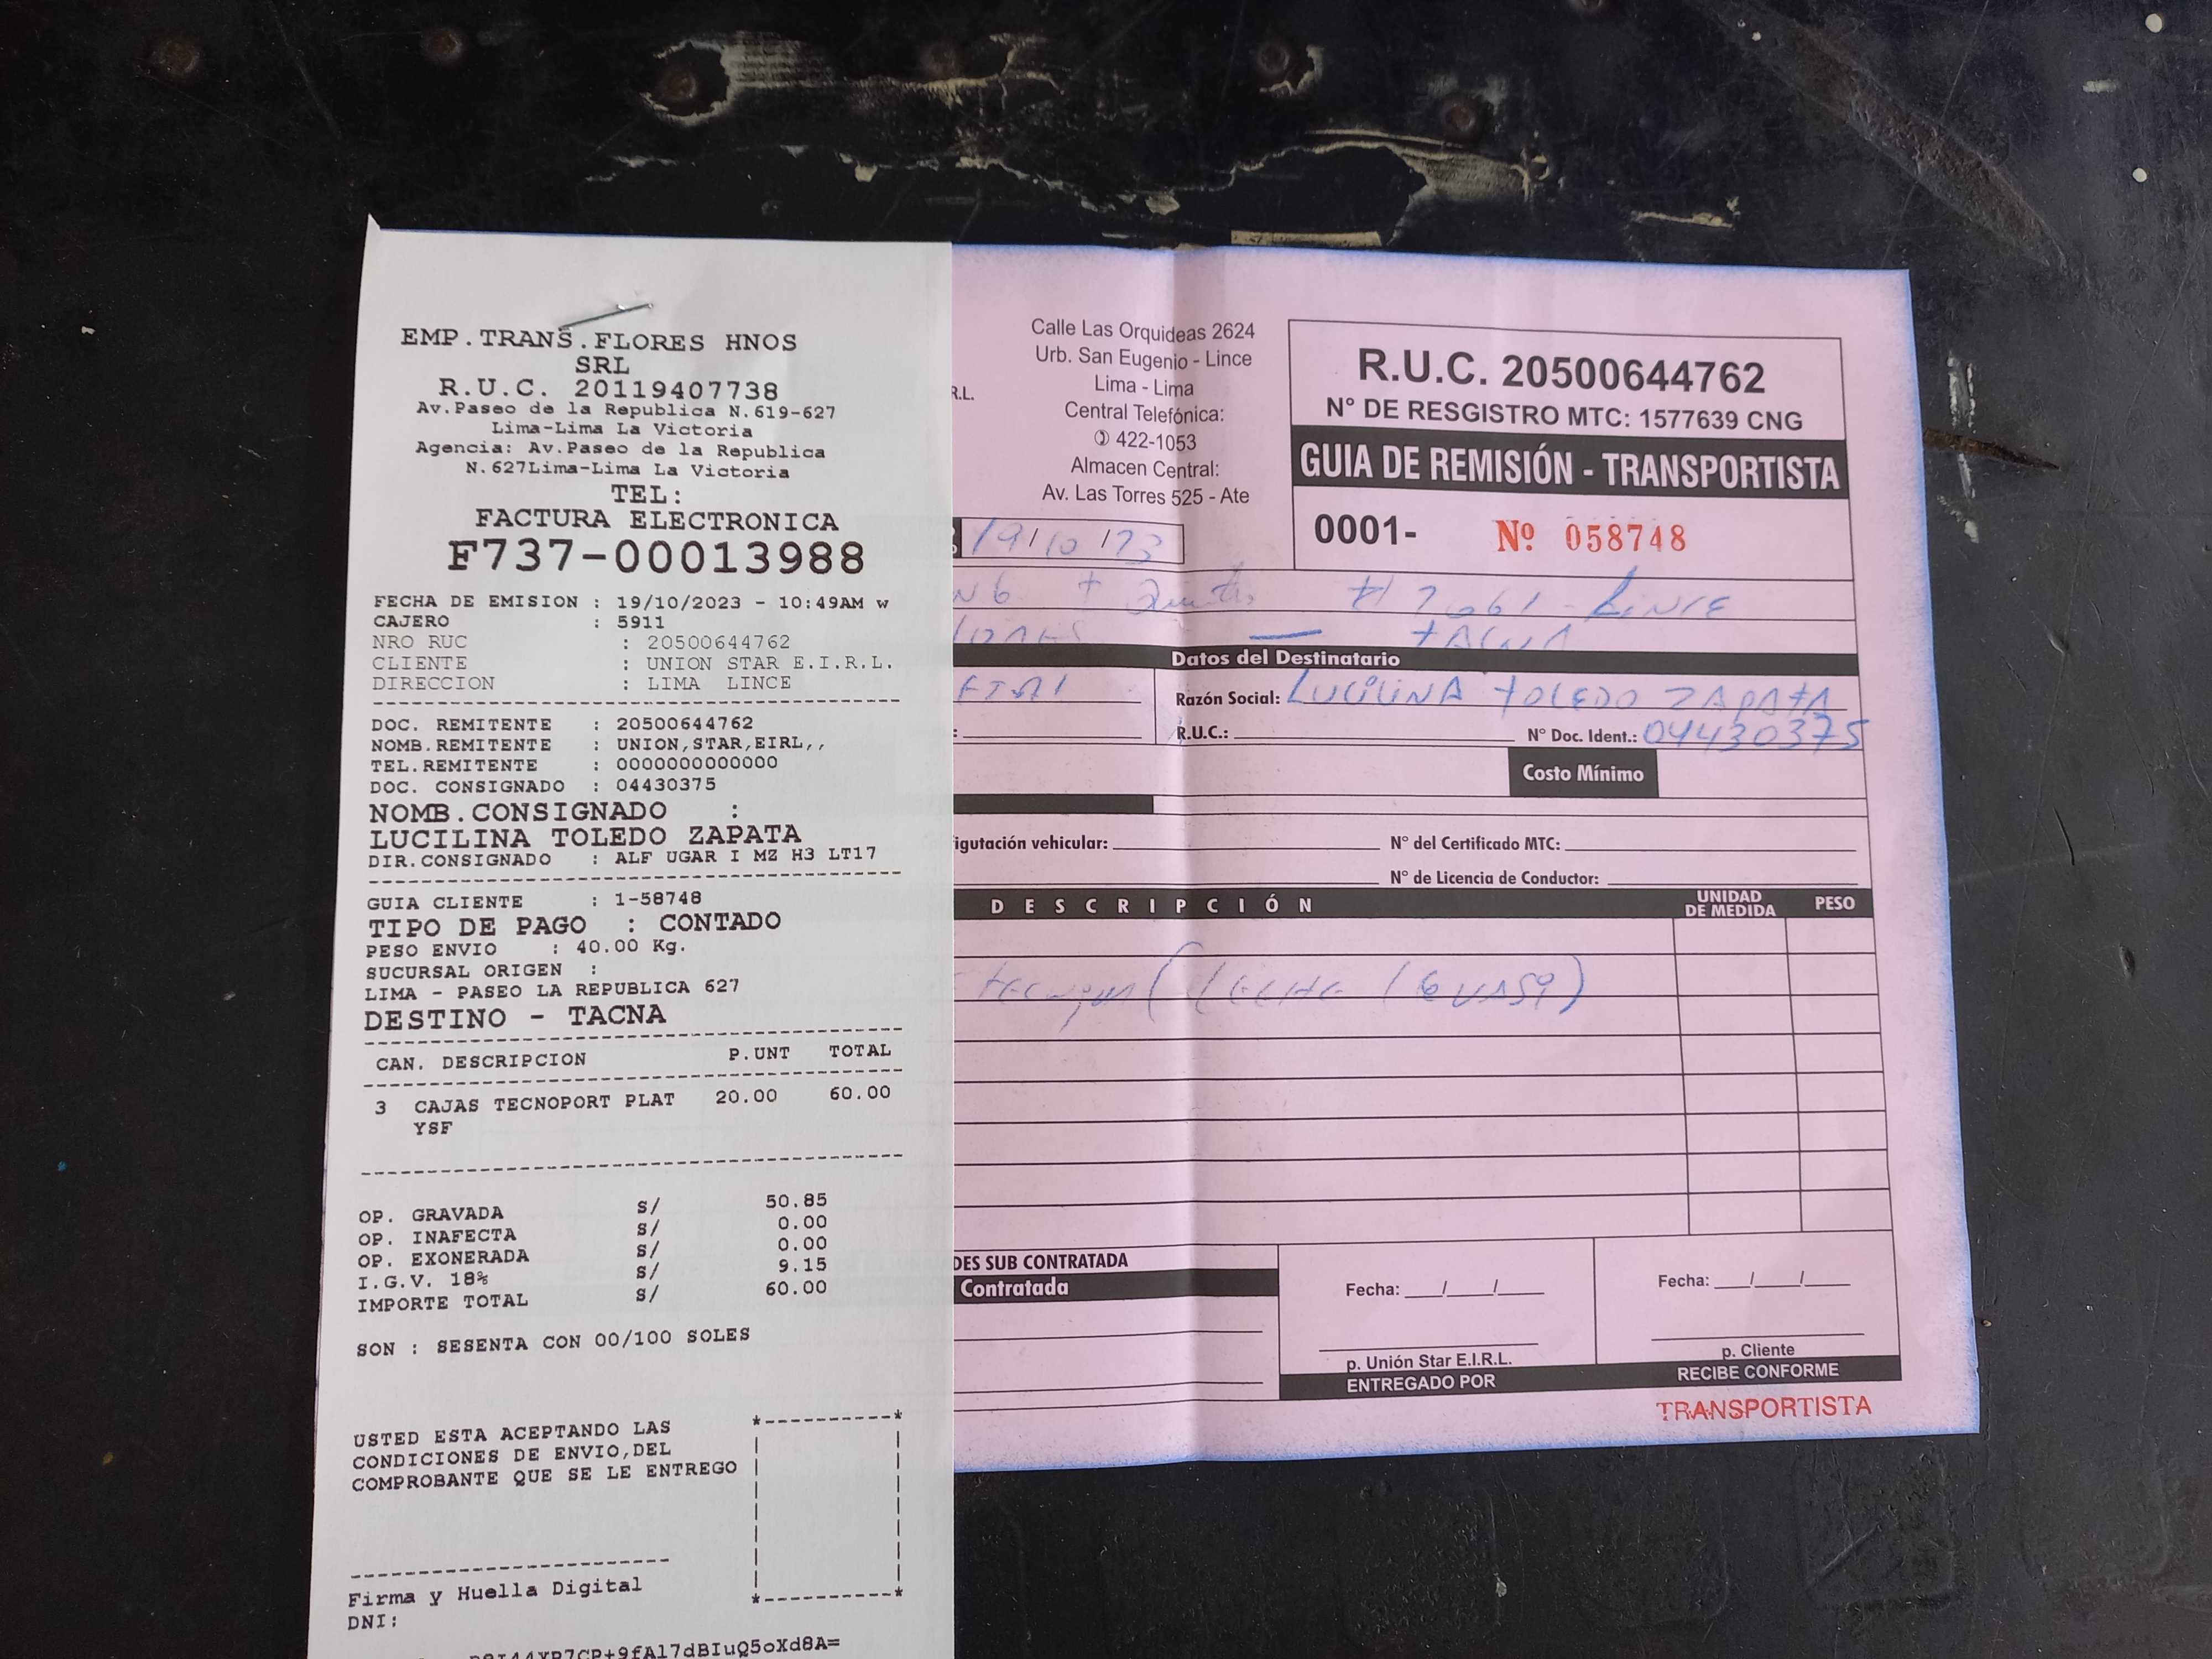 EMP.TRANS.FLORES HNOS
SRL
R.U.C. 20119407738
Av.Paseo de la Republica N.619-627
Lima-Lima La Victoria
Agencia: Av.Paseo de la Republica
N.627Lima-Lima La Victoria
TEL:
FACTURA ELECTRONICA
F737-00013988
FECHA DE EMISION : 19/10/2023 - 10:49AM w
CAJERO : 5911
NRO RUC : 20500644762
CLIENTE : UNION STAR E.I.R.L.
DIRECCION : LIMA LINCE
DOC. REMITENTE : 20500644762
NOMB.REMITENTE : UNION,STAR,EIRL,,
TEL.REMITENTE : 0000000000000
DOC. CONSIGNADO : 04430375
NOMB.CONSIGNADO :
LUCILINA TOLEDO ZAPATA
DIR.CONSIGNADO : ALF UGAR I MZ H3 LT17
GUIA CLIENTE : 1-58748
TIPO DE PAGO : CONTADO
PESO ENVIO : 40.00 Kg.
SUCURSAL ORIGEN :
LIMA - PASEO LA REPUBLICA 627
DESTINO - TACNA
CAN. DESCRIPCION P.UNT TOTAL
3 CAJAS TECNOPORT PLAT 20.00 60.00
YSF
OP. GRAVADA S/ 50.85
OP. INAFECTA S/ 0.00
OP. EXONERADA S/ 0.00
I.G.V. 18% S/ 9.15
IMPORTE TOTAL S/ 60.00
SON : SESENTA CON 00/100 SOLES
USTED ESTA ACEPTANDO LAS
CONDICIONES DE ENVIO,DEL
COMPROBANTE QUE SE LE ENTREGO
Firma y Huella Digital
DNI:
R.L.
Calle Las Orquideas 2624
Urb. San Eugenio - Lince
Lima - Lima
Central Telefónica:
422-1053
Almacen Central:
Av. Las Torres 525 - Ate
R.U.C. 20500644762
N° DE RESGISTRO MTC: 1577639 CNG
GUIA DE REMISIÓN - TRANSPORTISTA
0001- Nº 058748
19/10/23
LINCE
TACNA
Datos del Destinatario
Razón Social: LUCILINA TOLEDO ZAPATA
R.U.C.: N° Doc. Ident.: 04430375
Costo Mínimo
igutación vehicular: N° del Certificado MTC:
N° de Licencia de Conductor:
DESCRIPCIÓN UNIDAD DE MEDIDA PESO
DES SUB CONTRATADA
Contratada
Fecha: / /
p. Unión Star E.I.R.L.
ENTREGADO POR
Fecha: / /
p. Cliente
RECIBE CONFORME
TRANSPORTISTA